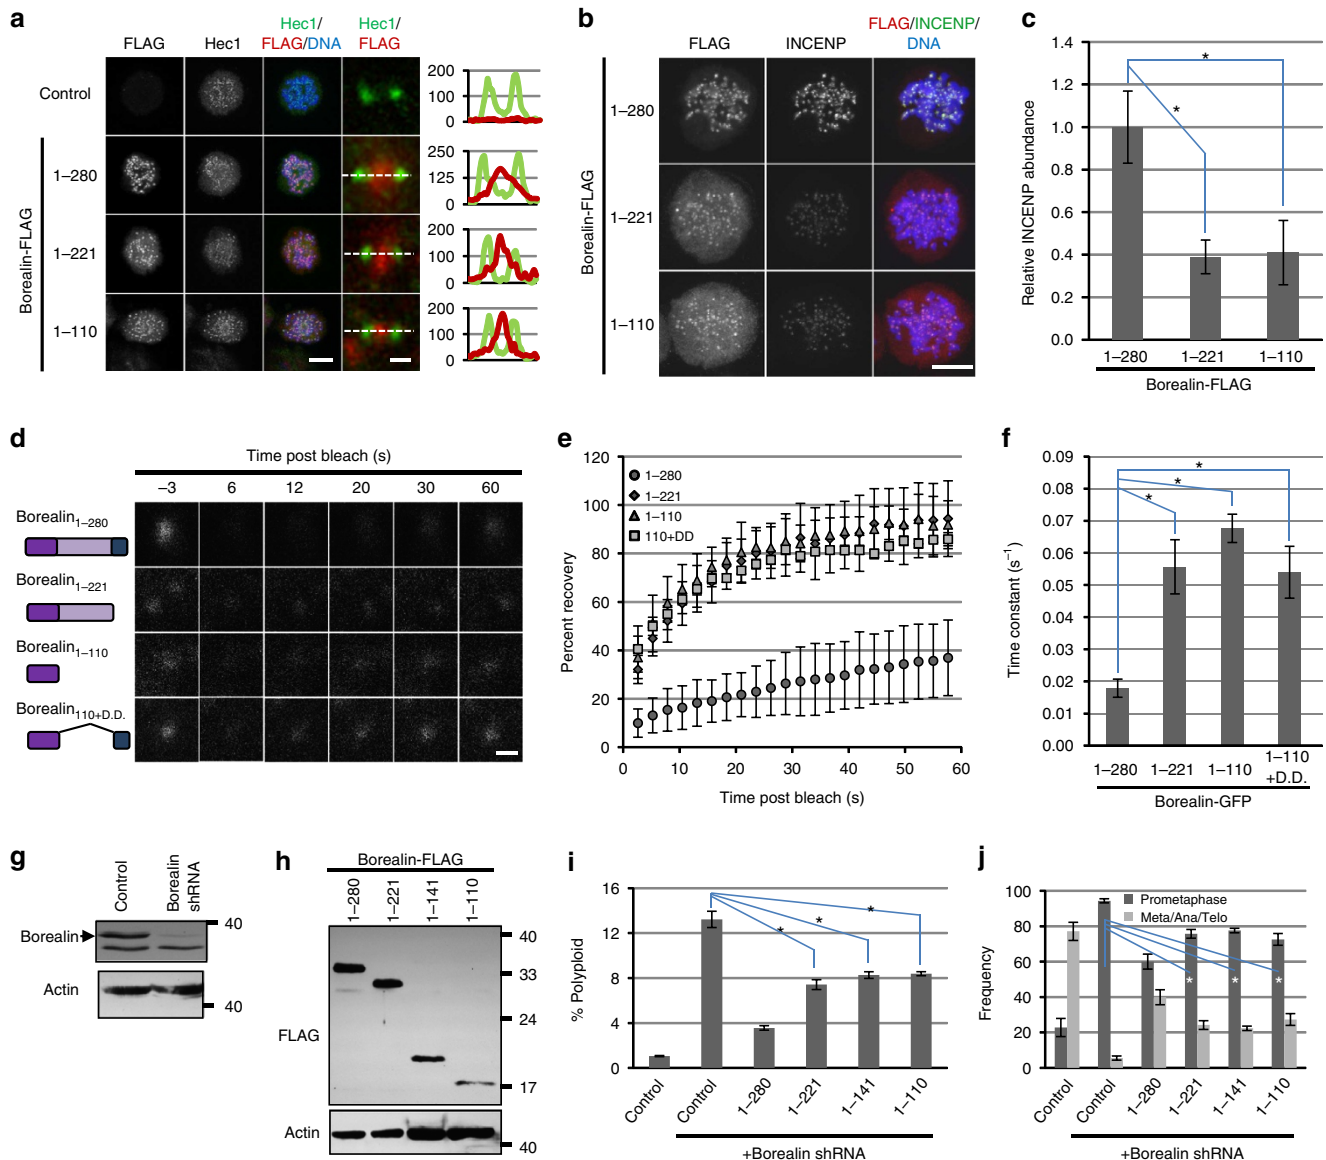 a
FLAG
Hec1
Hec1/
FLAG/DNA
Hec1/
FLAG
Control
Borealin-FLAG
1–280
1–221
1–110
200
100
0
250
125
0
200
100
0
200
100
0
b
FLAG
INCENP
FLAG/INCENP/
DNA
Borealin-FLAG
1–280
1–221
1–110
c
Relative INCENP abundance
1.4
1.2
1.0
0.8
0.6
0.4
0.2
0.0
*
*
1–280
1–221
1–110
Borealin-FLAG
d
Time post bleach (s)
–3
6
12
20
30
60
Borealin1–280
Borealin1–221
Borealin1–110
Borealin110+D.D.
e
Percent recovery
120
100
80
60
40
20
0
1–280
1–221
1–110
110+DD
0
10
20
30
40
50
60
Time post bleach (s)
f
Time constant (s−1)
0.09
0.08
0.07
0.06
0.05
0.04
0.03
0.02
0.01
0.00
*
*
*
1–280
1–221
1–110
1–110
+D.D.
Borealin-GFP
g
Control
Borealin
shRNA
Borealin
40
Actin
40
h
Borealin-FLAG
1–280
1–221
1–141
1–110
FLAG
40
33
24
17
Actin
40
i
% Polyploid
16
12
8
4
0
*
*
*
Control
Control
1–280
1–221
1–141
1–110
+Borealin shRNA
j
Frequency
100
80
60
40
20
0
Prometaphase
Meta/Ana/Telo
*
*
*
Control
Control
1–280
1–221
1–141
1–110
+Borealin shRNA